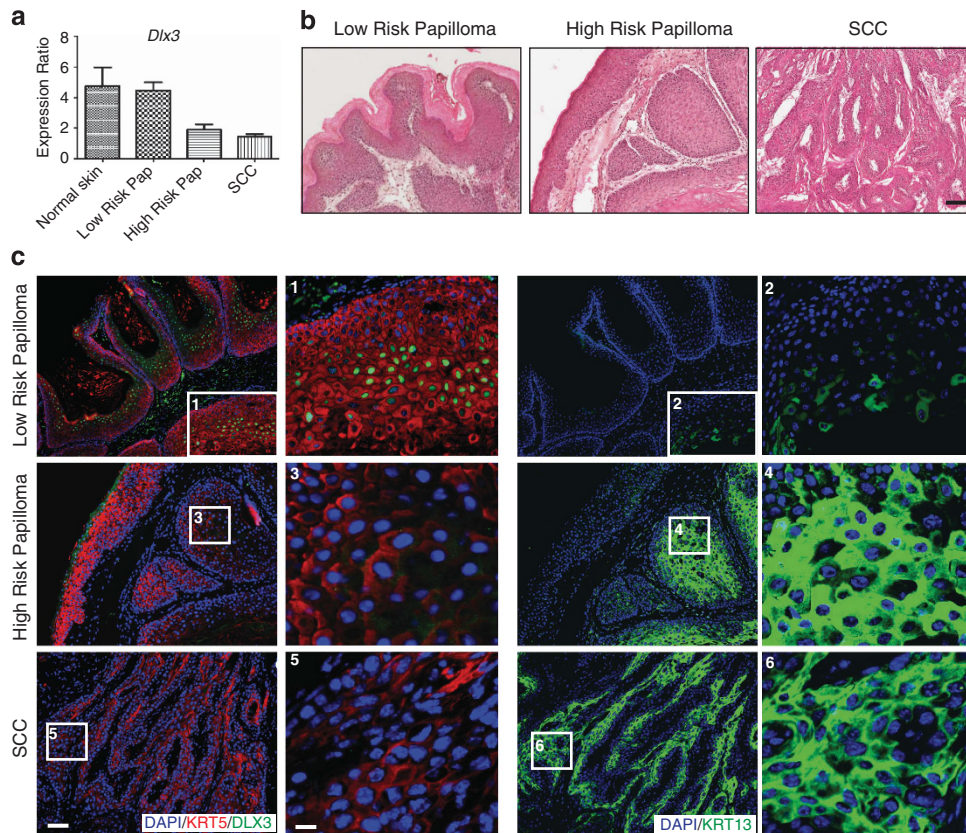 a
Dlx3
Expression Ratio
8
6
4
2
0
Normal skin
Low Risk Pap
High Risk Pap
SCC
b
Low Risk Papilloma
High Risk Papilloma
SCC
c
Low Risk Papilloma
1
1
2
2
High Risk Papilloma
3
3
4
4
SCC
5
5
6
6
DAPI/KRT5/DLX3
DAPI/KRT13